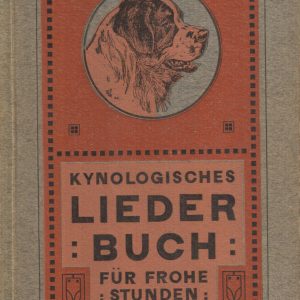 KYNOLOGISCHES
LIEDER
: BUCH :
FÜR FROHE
: STUNDEN :